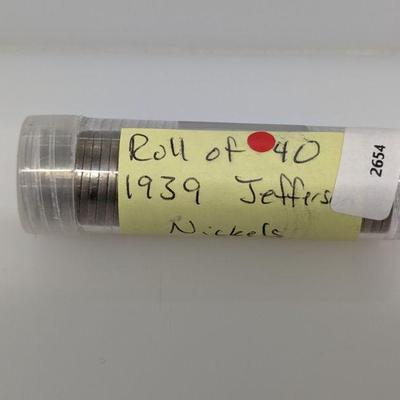 Roll of 40
1939 Jeffers
Nickels
2654